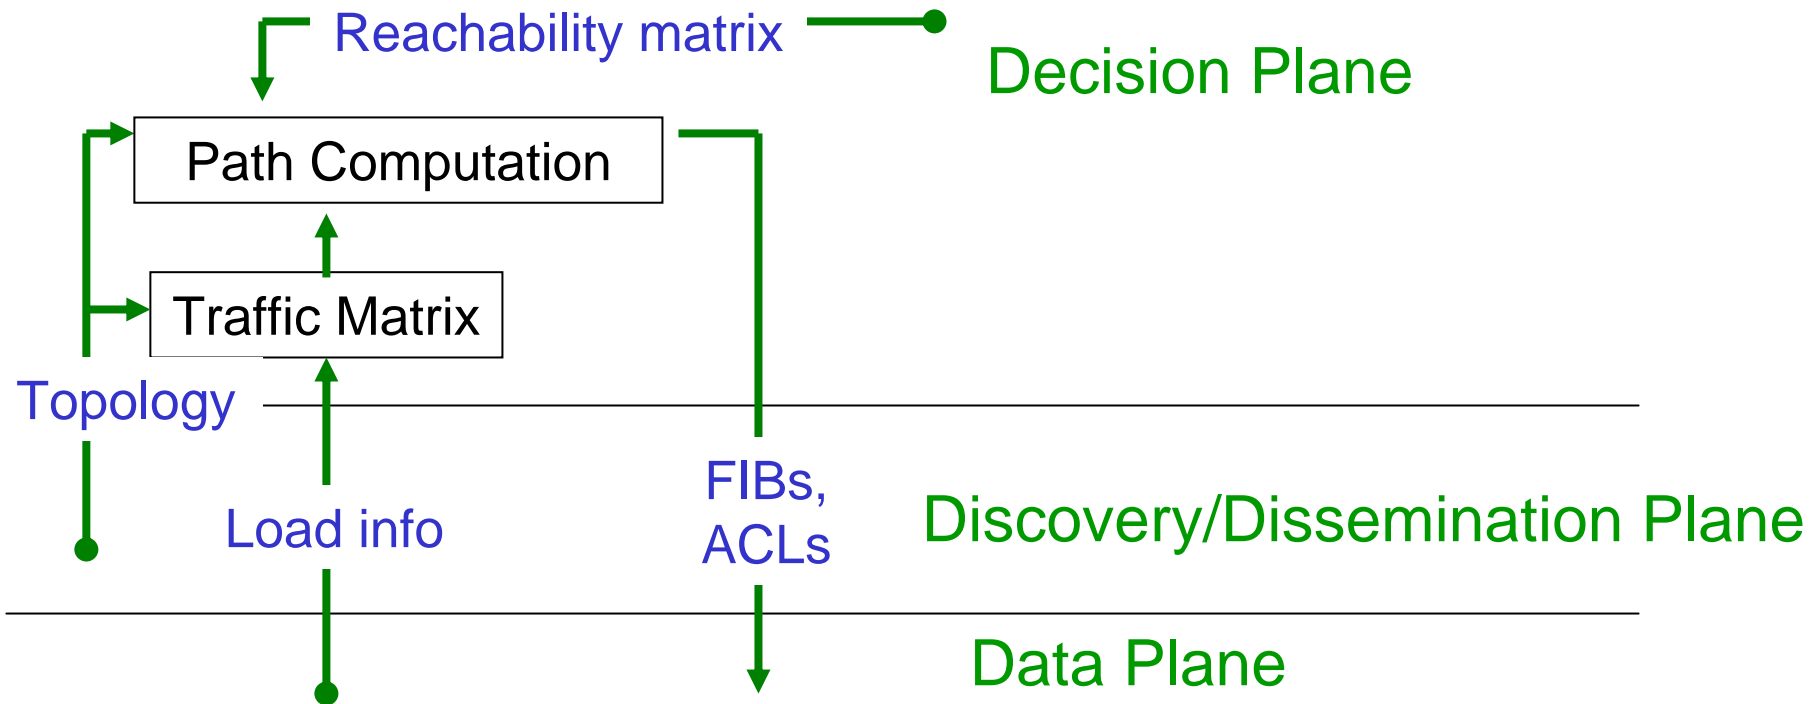 Reachability matrix
Decision Plane
Path Computation
Traffic Matrix
Topology
FIBs,
ACLs
Load info
Discovery/Dissemination Plane
Data Plane